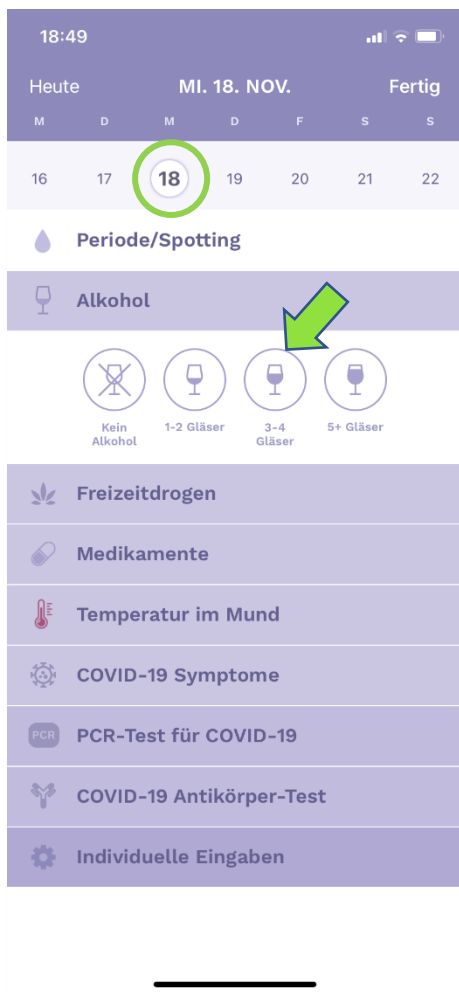 18:49
Heute MI. 18. NOV. Fertig
M D M D F S S
16 17 18 19 20 21 22
Periode/Spotting
Alkohol
Kein Alkohol
1-2 Gläser
3-4 Gläser
5+ Gläser
Freizeitdrogen
Medikamente
Temperatur im Mund
COVID-19 Symptome
PCR PCR-Test für COVID-19
COVID-19 Antikörper-Test
Individuelle Eingaben